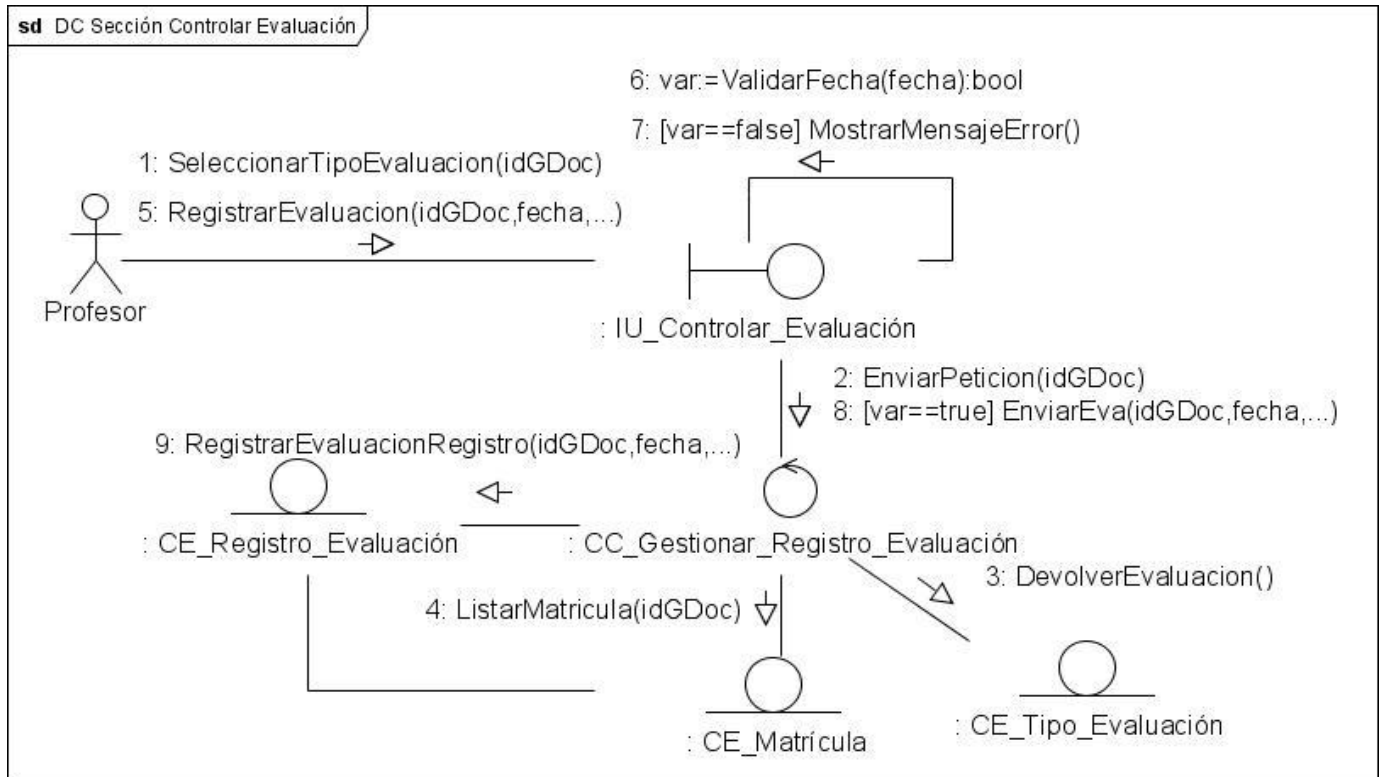 sd DC Sección Controlar Evaluación
6: var:=ValidarFecha(fecha):bool
7: [var==false] MostrarMensajeError()
1: SeleccionarTipoEvaluacion(idGDoc)
5: RegistrarEvaluacion(idGDoc,fecha,...)
Profesor
: IU_Controlar_Evaluación
2: EnviarPeticion(idGDoc)
8: [var==true] EnviarEva(idGDoc,fecha,...)
9: RegistrarEvaluacionRegistro(idGDoc,fecha,...)
: CE_Registro_Evaluación
: CC_Gestionar_Registro_Evaluación
3: DevolverEvaluacion()
4: ListarMatricula(idGDoc)
: CE_Matrícula
: CE_Tipo_Evaluación